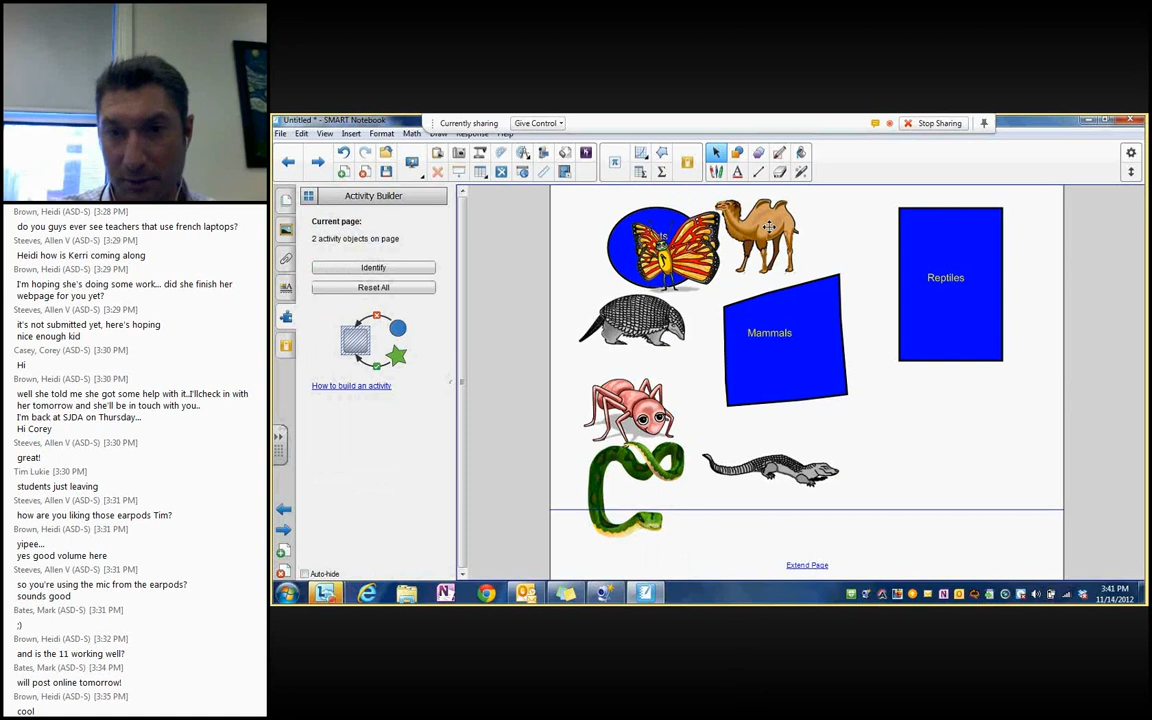 Brown, Heidi (ASD-S) [3:28 PM]
do you guys ever see teachers that use french laptops?
Steeves, Allen V (ASD-S) [3:29 PM]
Heidi how is Kerri coming along
Brown, Heidi (ASD-S) [3:29 PM]
I'm hoping she's doing some work... did she finish her
webpage for you yet?
Steeves, Allen V (ASD-S) [3:29 PM]
it's not submitted yet, here's hoping
nice enough kid
Casey, Corey (ASD-S) [3:30 PM]
Hi
Brown, Heidi (ASD-S) [3:30 PM]
well she told me she got some help with it..I'llcheck in with
her tomorrow and she'll be in touch with you..
I'm back at SJDA on Thursday...
Hi Corey
Steeves, Allen V (ASD-S) [3:30 PM]
great!
Tim Lukie [3:30 PM]
students just leaving
Steeves, Allen V (ASD-S) [3:31 PM]
how are you liking those earpods Tim?
Brown, Heidi (ASD-S) [3:31 PM]
yipee...
yes good volume here
Steeves, Allen V (ASD-S) [3:31 PM]
so you're using the mic from the earpods?
sounds good
Bates, Mark (ASD-S) [3:31 PM]
;)
Brown, Heidi (ASD-S) [3:32 PM]
and is the 11 working well?
Bates, Mark (ASD-S) [3:34 PM]
will post online tomorrow!
Brown, Heidi (ASD-S) [3:35 PM]
cool
Untitled * - SMART Notebook
Currently sharing
Give Control
Stop Sharing
File Edit View Insert Format Math Draw Response Help
Activity Builder
Current page:
2 activity objects on page
Identify
Reset All
How to build an activity
Auto-hide
Mammals
Reptiles
Extend Page
3:41 PM
11/14/2012